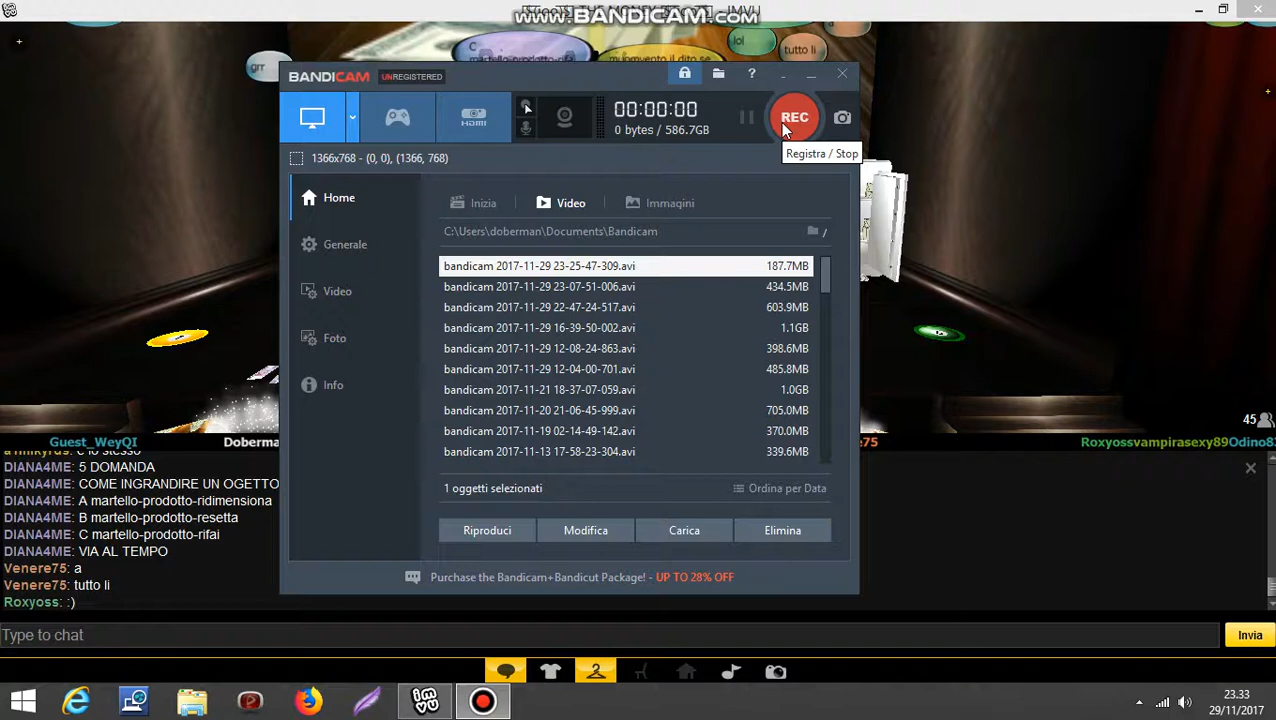 www.BANDICAM.com
grr
C
martello-prodotto-rifai
lol
tutto li
BANDICAM UNREGISTERED
?
HDMI
00:00:00
0 bytes / 586.7GB
REC
Registra / Stop
1366x768 - (0, 0), (1366, 768)
Home
Generale
Video
Foto
Info
Inizia
Video
Immagini
C:\Users\doberman\Documents\Bandicam
/
bandicam 2017-11-29 23-25-47-309.avi 187.7MB
bandicam 2017-11-29 23-07-51-006.avi 434.5MB
bandicam 2017-11-29 22-47-24-517.avi 603.9MB
bandicam 2017-11-29 16-39-50-002.avi 1.1GB
bandicam 2017-11-29 12-08-24-863.avi 398.6MB
bandicam 2017-11-29 12-04-00-701.avi 485.8MB
bandicam 2017-11-21 18-37-07-059.avi 1.0GB
bandicam 2017-11-20 21-06-45-999.avi 705.0MB
bandicam 2017-11-19 02-14-49-142.avi 370.0MB
bandicam 2017-11-13 17-58-23-304.avi 339.6MB
1 oggetti selezionati
Ordina per Data
Riproduci
Modifica
Carica
Elimina
Purchase the Bandicam+Bandicut Package! - UP TO 28% OFF
45
Guest_WeyQI
Doberm
e75
Roxyossvampirasexy89Odino8
e lo stesso
DIANA4ME: 5 DOMANDA
DIANA4ME: COME INGRANDIRE UN OGETTO
DIANA4ME: A martello-prodotto-ridimensiona
DIANA4ME: B martello-prodotto-resetta
DIANA4ME: C martello-prodotto-rifai
DIANA4ME: VIA AL TEMPO
Venere75: a
Venere75: tutto li
Roxyoss: :)
Type to chat
Invia
23.33
29/11/2017